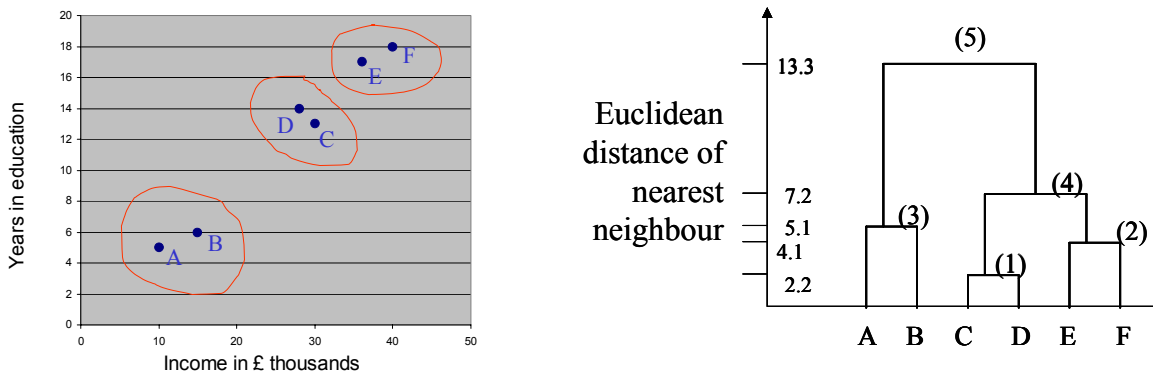 Years in education
20
18
16
14
12
10
8
6
4
2
0
F
E
D
C
B
A
0 10 20 30 40 50
Income in £ thousands
Euclidean
distance of
nearest
neighbour
13.3
7.2
5.1
4.1
2.2
(5)
(4)
(3)
(2)
(1)
A B C D E F